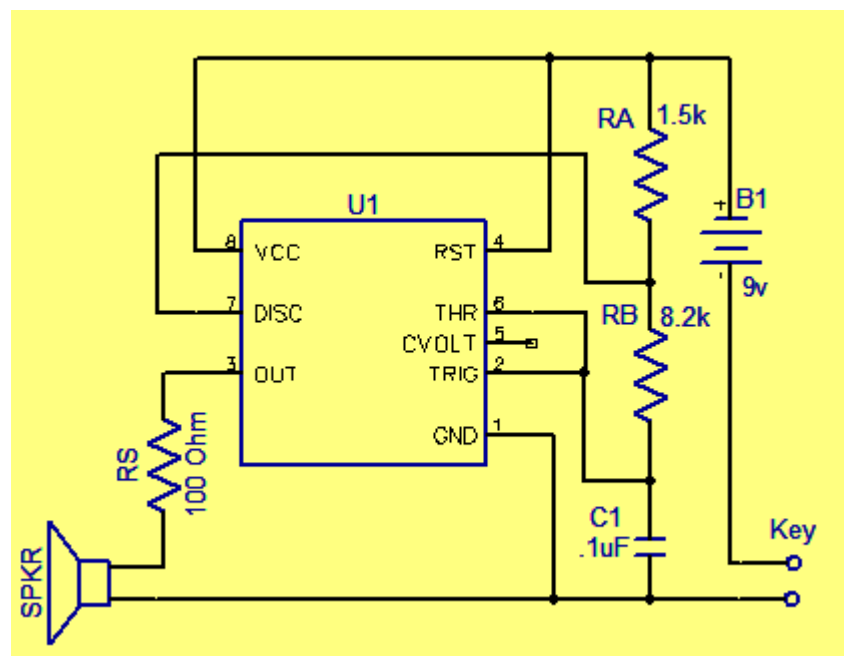 RA
1.5k
U1
B1
+
-
9v
8
VCC
RST
4
7
DISC
THR
6
CVOLT
5
3
OUT
TRIG
2
GND
1
RB
8.2k
RS
100 Ohm
C1
.1uF
Key
SPKR